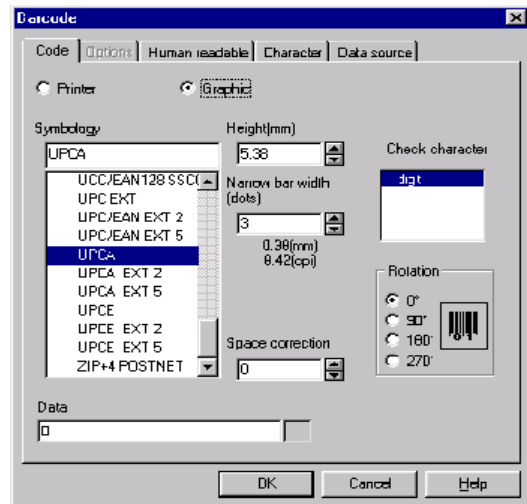 Barcode
Code Options Human readable Character Data source
Printer Graphic
Symbology
UPCA
UCC/EAN128 SSC
UPC EXT
UPC/EAN EXT 2
UPC/EAN EXT 5
UPCA
UPCA EXT 2
UPCA EXT 5
UPCE
UPCE EXT 2
UPCE EXT 5
ZIP+4 POSTNET
Height(mm)
5.38
Narrow bar width
(dots)
3
0.38(mm)
8.42(cpi)
Space correction
0
Check character
digit
Rotation
0°
90°
180°
270°
Data
0
OK Cancel Help